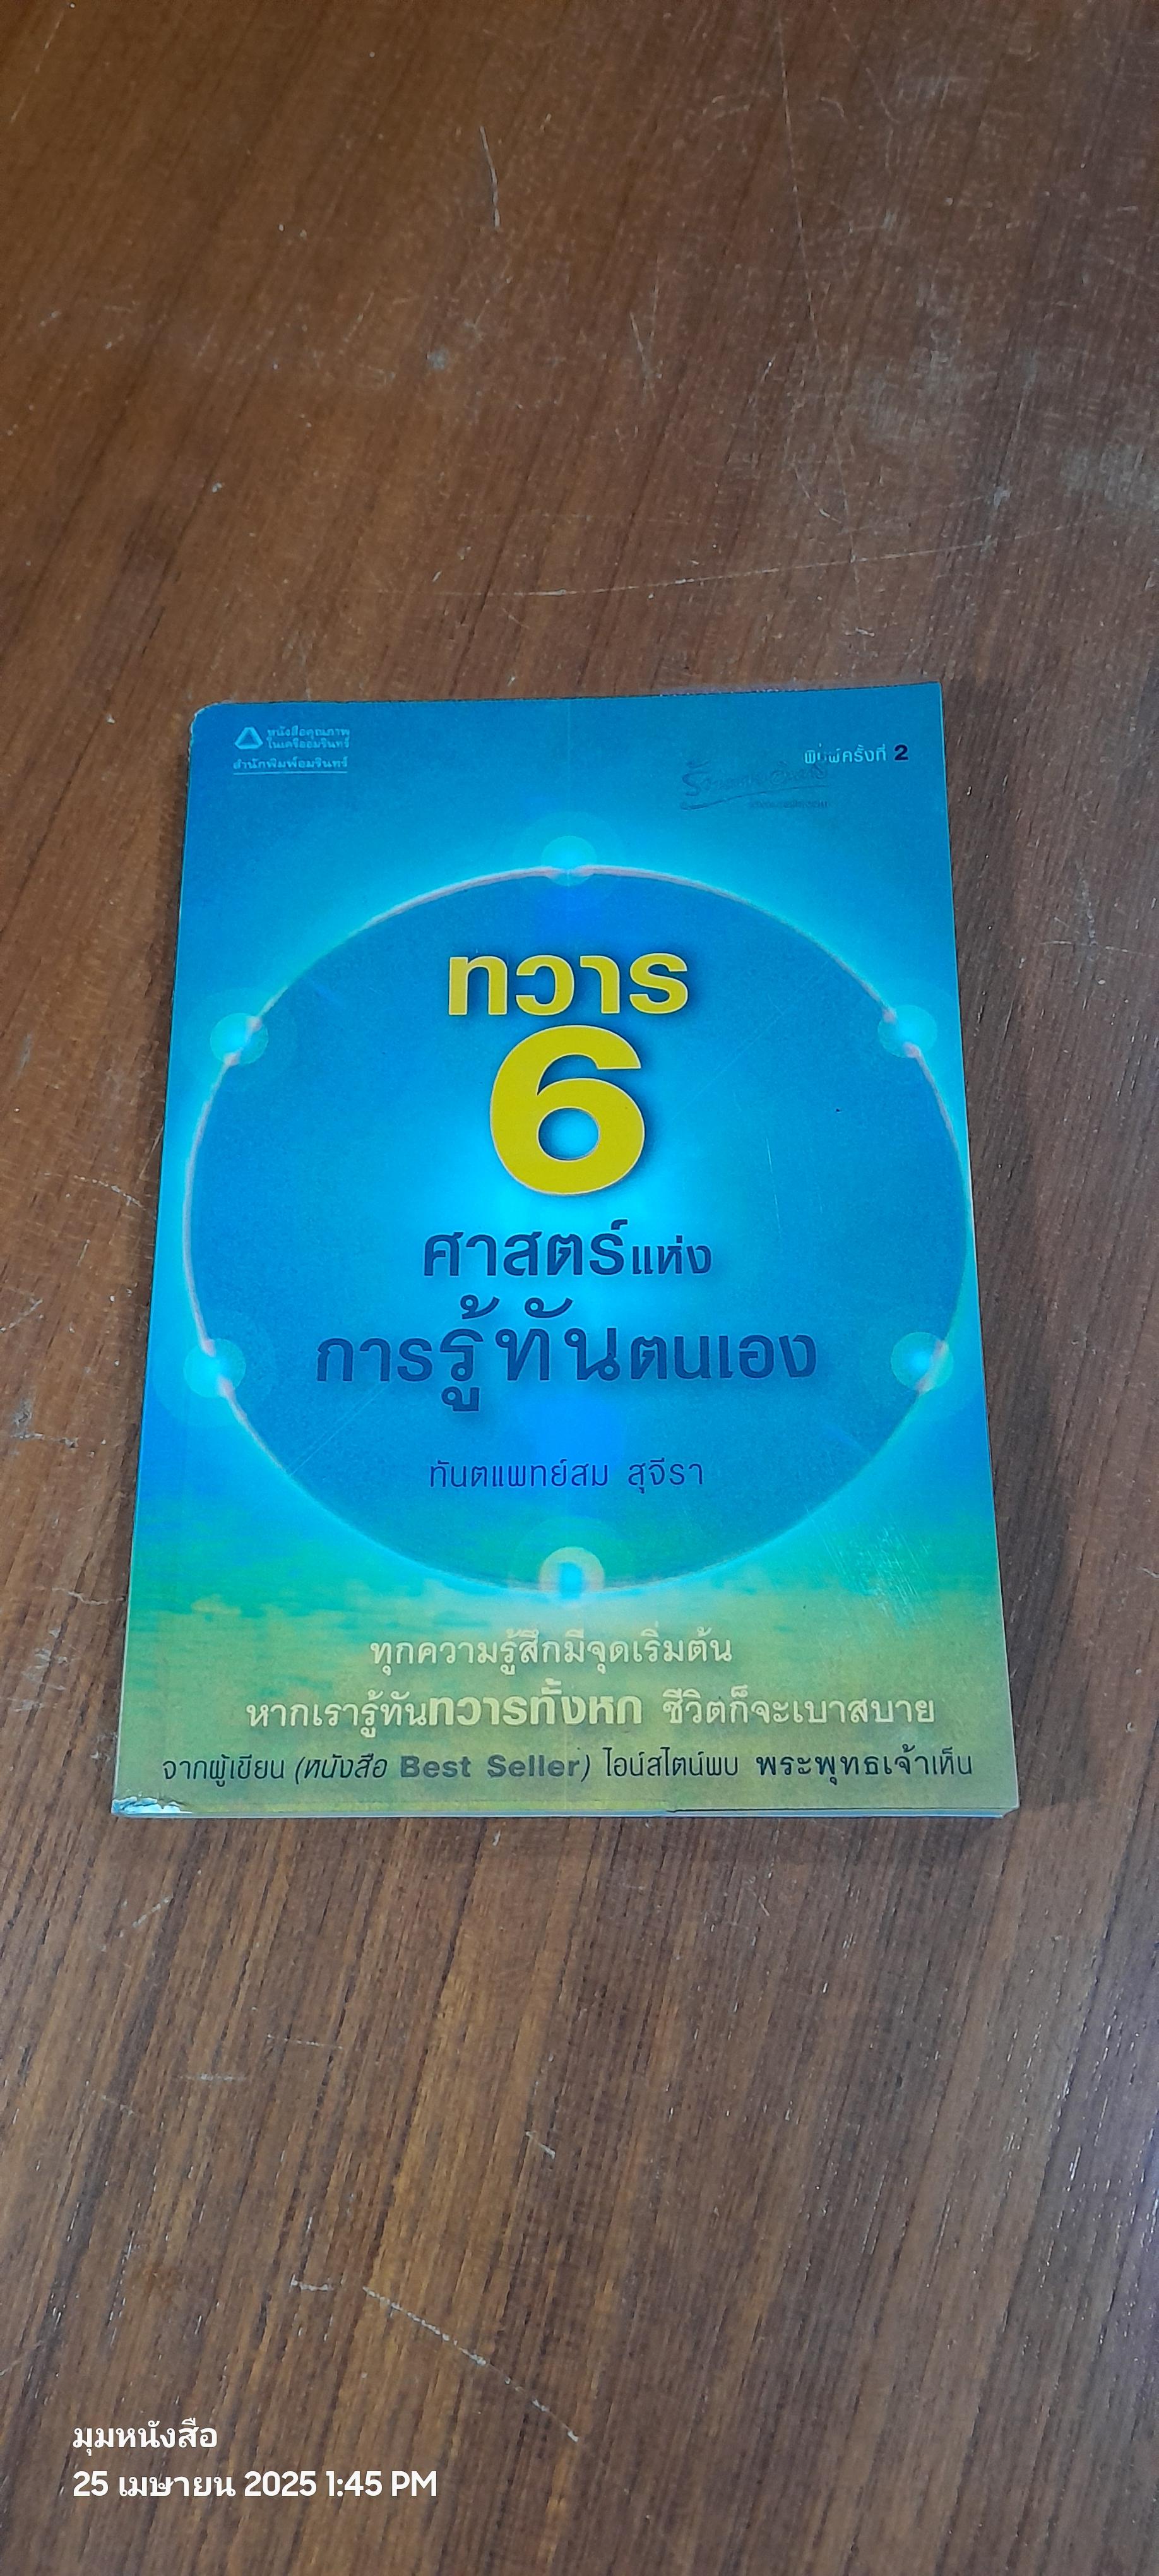 หนังสือคุณภาพ
ในเครืออมรินทร์
สำนักพิมพ์อมรินทร์
พิมพ์ครั้งที่ 2
ทวาร
6
ศาสตร์แห่ง
การรู้ทันตนเอง
ทันตแพทย์สม สุจีรา
ทุกความรู้สึกมีจุดเริ่มต้น
หากเรารู้ทันทวารทั้งหก ชีวิตก็จะเบาสบาย
จากผู้เขียน (หนังสือ Best Seller) ไอน์สไตน์พบ พระพุทธเจ้าเห็น
มุมหนังสือ
25 เมษายน 2025 1:45 PM